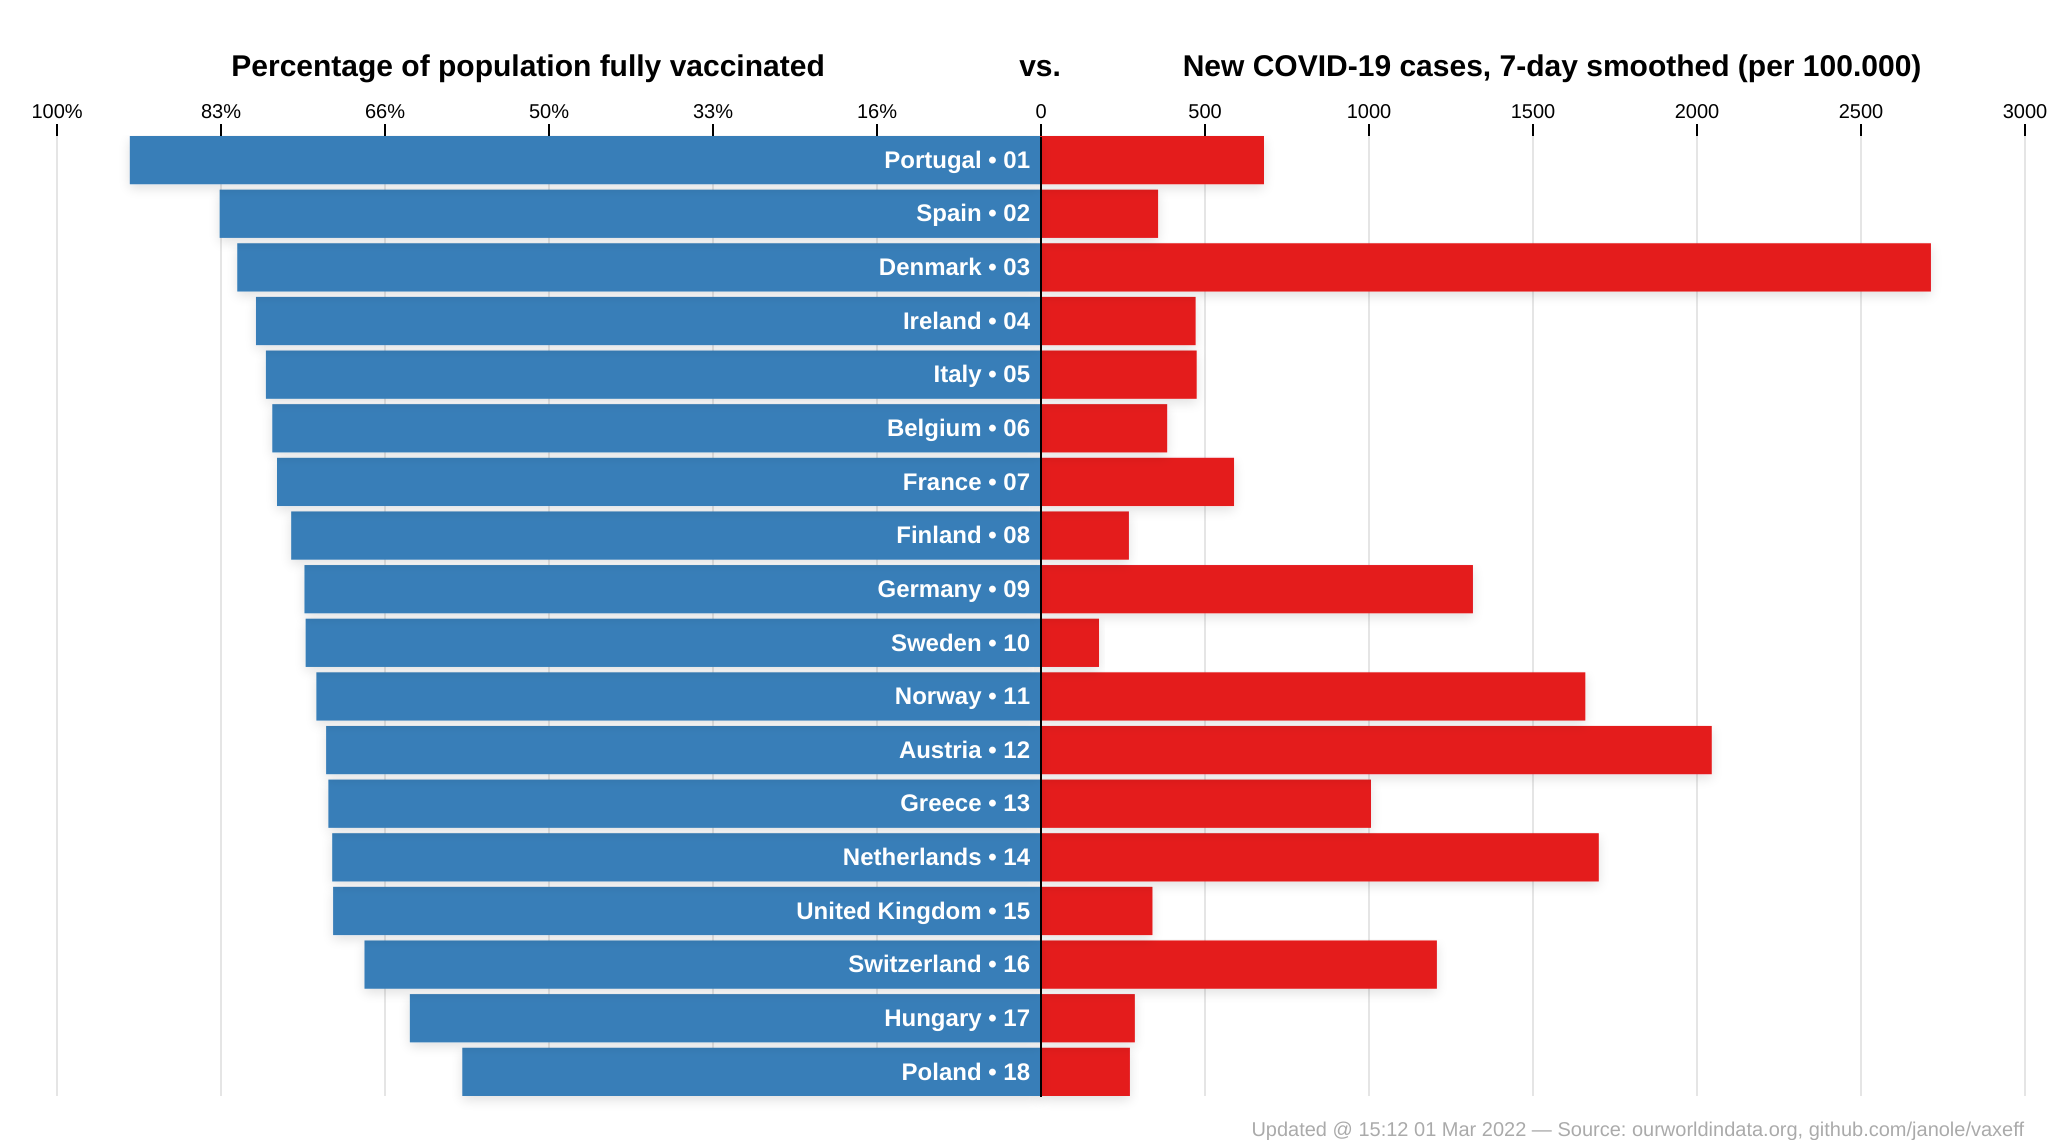 Percentage of population fully vaccinated vs. New COVID-19 cases, 7-day smoothed (per 100.000)
100% 83% 66% 50% 33% 16% 0 500 1000 1500 2000 2500 3000
Portugal • 01
Spain • 02
Denmark • 03
Ireland • 04
Italy • 05
Belgium • 06
France • 07
Finland • 08
Germany • 09
Sweden • 10
Norway • 11
Austria • 12
Greece • 13
Netherlands • 14
United Kingdom • 15
Switzerland • 16
Hungary • 17
Poland • 18
Updated @ 15:12 01 Mar 2022 — Source: ourworldindata.org, github.com/janole/vaxeff